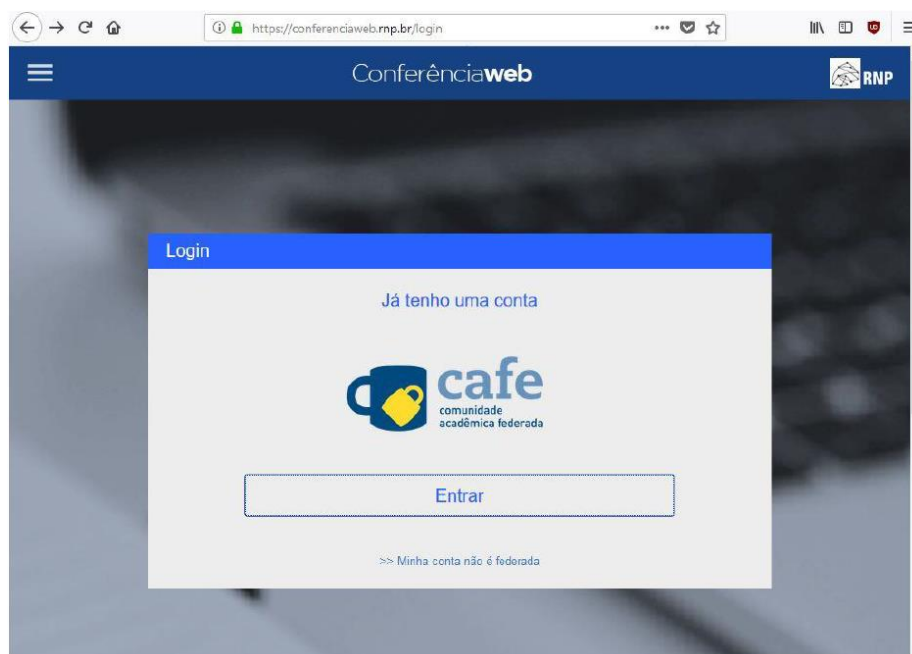 https://conferenciaweb.rnp.br/login
Conferênciaweb
RNP
Login
Já tenho uma conta
cafe
comunidade
acadêmica federada
Entrar
>> Minha conta não é federada